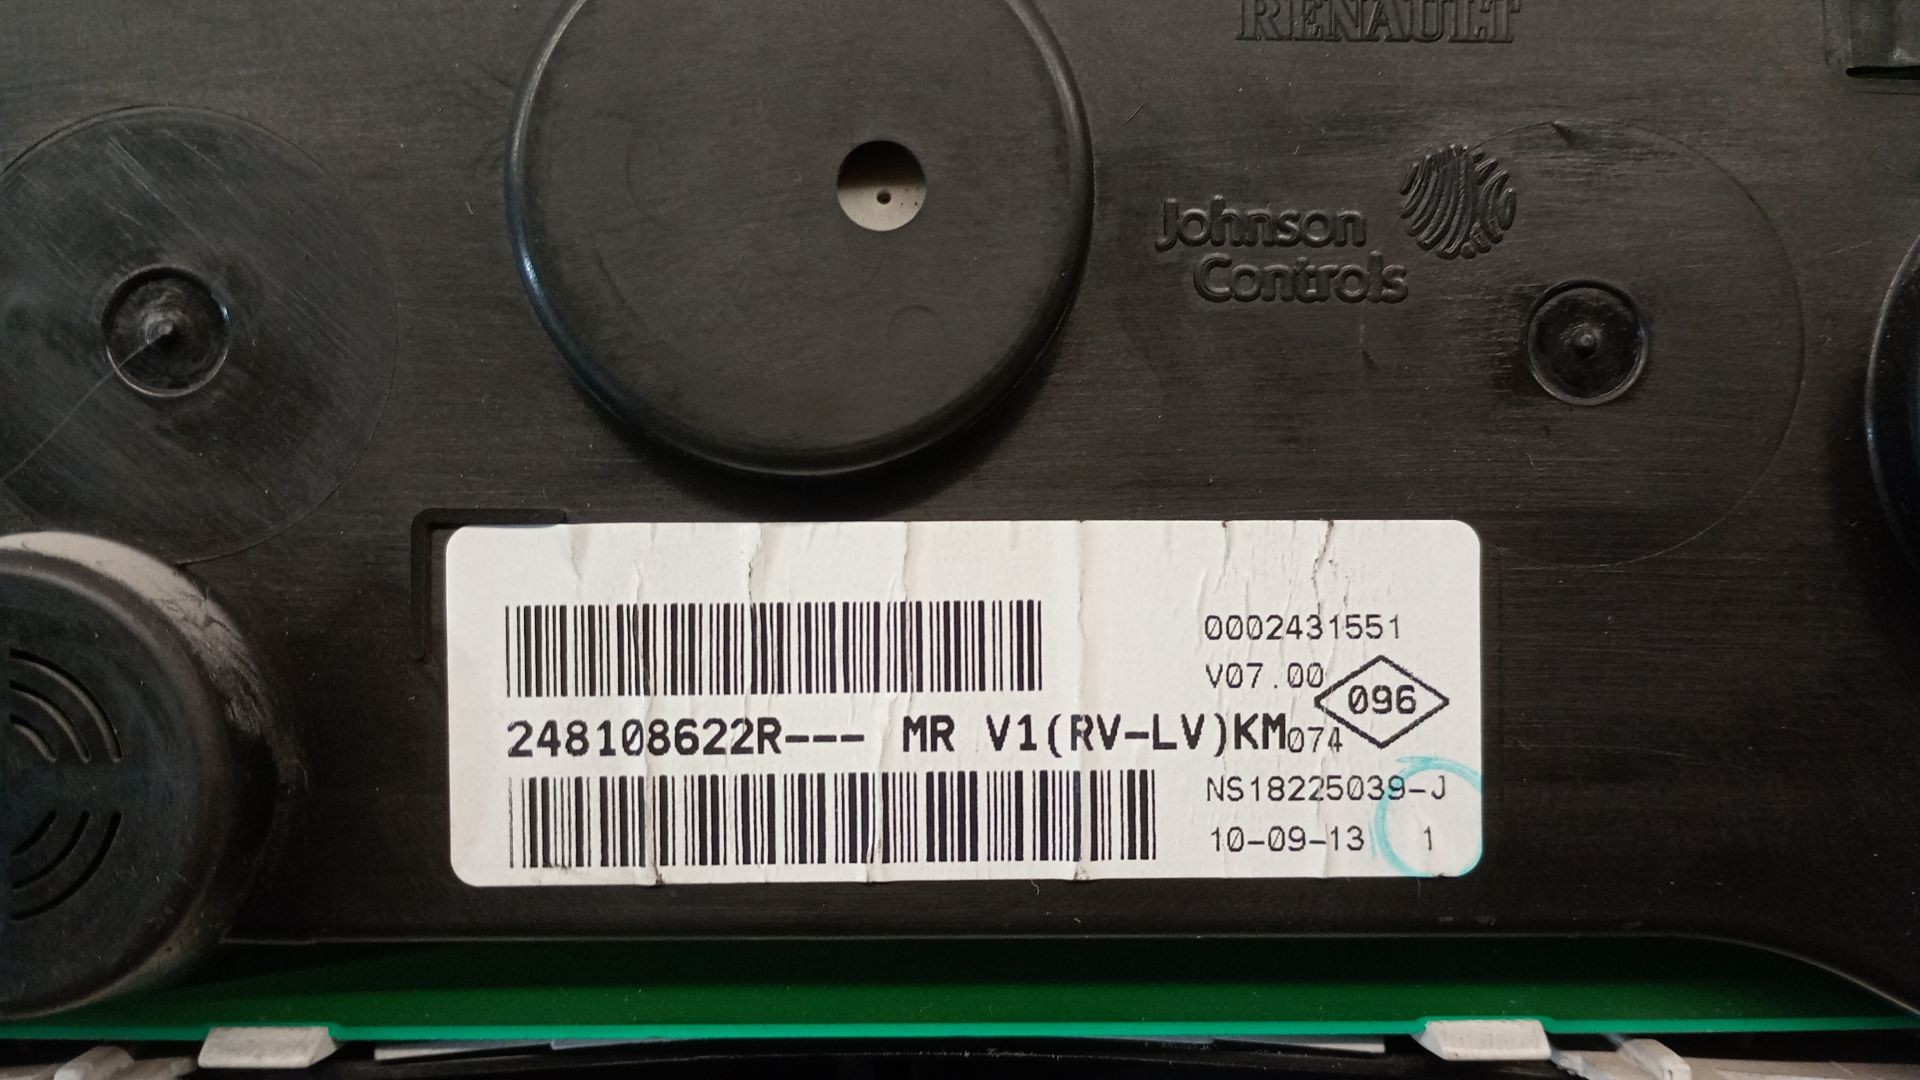 RENAULT
Johnson
Controls
0002431551
V07.00
096
248108622R--- MR V1(RV-LV)KM074
NS18225039-J
10-09-13 1